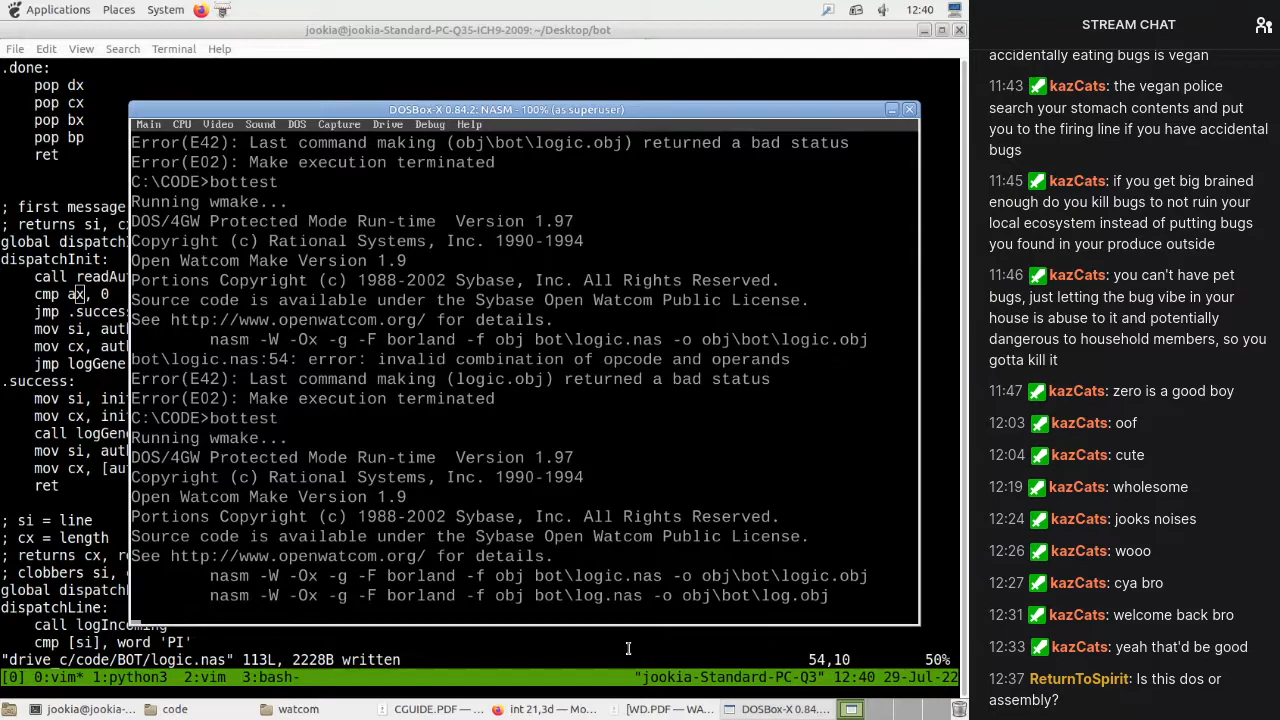 Applications Places System 12:40
jookia@jookia-Standard-PC-Q35-ICH9-2009: ~/Desktop/bot
File Edit View Search Terminal Help
.done:
pop dx
pop cx
pop bx
pop bp
ret
; first message
; returns si, cx
global dispatchI
dispatchInit:
call readAu
cmp ax, 0
jmp .succes
mov si, aut
mov cx, aut
jmp logGene
.success:
mov si, ini
mov cx, ini
call logGen
mov si, aut
mov cx, [au
ret
; si = line
; cx = length
; returns cx, r
; clobbers si,
global dispatch
dispatchLine:
call logIncoming
cmp [si], word 'PI'
"drive_c/code/BOT/logic.nas" 113L, 2228B written 54,10 50%
[0] 0:vim* 1:python3 2:vim 3:bash- "jookia-Standard-PC-Q3" 12:40 29-Jul-22
DOSBox-X 0.84.2: NASM - 100% (as superuser)
Main CPU Video Sound DOS Capture Drive Debug Help
Error(E42): Last command making (obj\bot\logic.obj) returned a bad status
Error(E02): Make execution terminated
C:\CODE>bottest
Running wmake...
DOS/4GW Protected Mode Run-time Version 1.97
Copyright (c) Rational Systems, Inc. 1990-1994
Open Watcom Make Version 1.9
Portions Copyright (c) 1988-2002 Sybase, Inc. All Rights Reserved.
Source code is available under the Sybase Open Watcom Public License.
See http://www.openwatcom.org/ for details.
nasm -W -Ox -g -F borland -f obj bot\logic.nas -o obj\bot\logic.obj
bot\logic.nas:54: error: invalid combination of opcode and operands
Error(E42): Last command making (logic.obj) returned a bad status
Error(E02): Make execution terminated
C:\CODE>bottest
Running wmake...
DOS/4GW Protected Mode Run-time Version 1.97
Copyright (c) Rational Systems, Inc. 1990-1994
Open Watcom Make Version 1.9
Portions Copyright (c) 1988-2002 Sybase, Inc. All Rights Reserved.
Source code is available under the Sybase Open Watcom Public License.
See http://www.openwatcom.org/ for details.
nasm -W -Ox -g -F borland -f obj bot\logic.nas -o obj\bot\logic.obj
nasm -W -Ox -g -F borland -f obj bot\log.nas -o obj\bot\log.obj
jookia@jookia-... code watcom CGUIDE.PDF —... int 21,3d - Mo... [WD.PDF — WA... DOSBox-X 0.84....
STREAM CHAT
accidentally eating bugs is vegan
11:43 kazCats: the vegan police
search your stomach contents and put
you to the firing line if you have accidental
bugs
11:45 kazCats: if you get big brained
enough do you kill bugs to not ruin your
local ecosystem instead of putting bugs
you found in your produce outside
11:46 kazCats: you can't have pet
bugs, just letting the bug vibe in your
house is abuse to it and potentially
dangerous to household members, so you
gotta kill it
11:47 kazCats: zero is a good boy
12:03 kazCats: oof
12:04 kazCats: cute
12:19 kazCats: wholesome
12:24 kazCats: jooks noises
12:26 kazCats: wooo
12:27 kazCats: cya bro
12:31 kazCats: welcome back bro
12:33 kazCats: yeah that'd be good
12:37 ReturnToSpirit: Is this dos or
assembly?